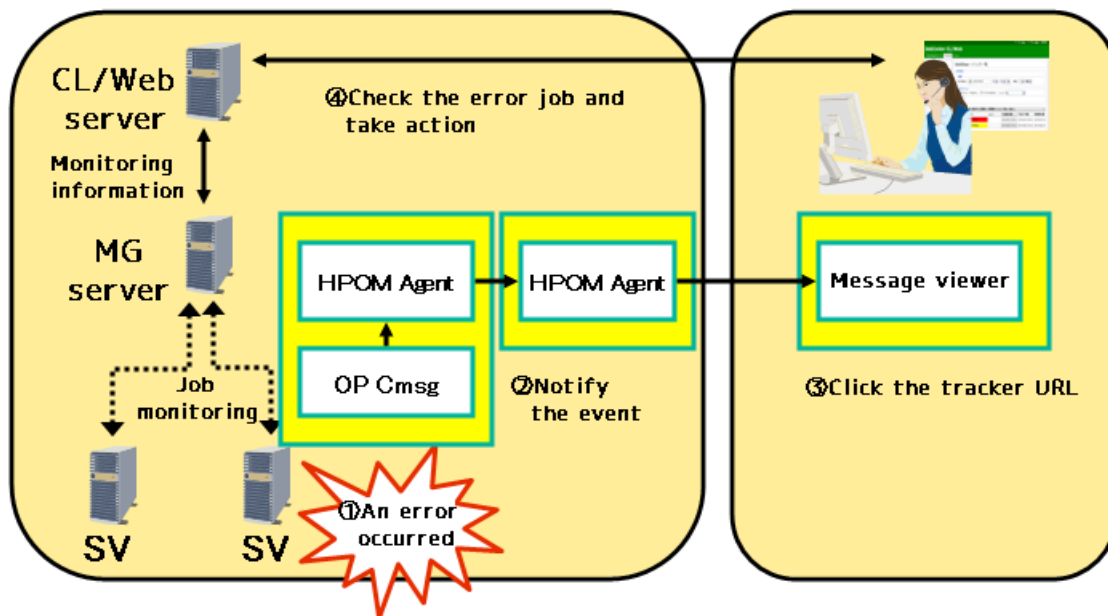 CL/Web
server
④Check the error job and
take action
Monitoring
information
MG
server
HPOM Agent
HPOM Agent
Message viewer
OP Cmsg
Job
monitoring
②Notify
the event
③Click the tracker URL
①An error
occurred
SV
SV